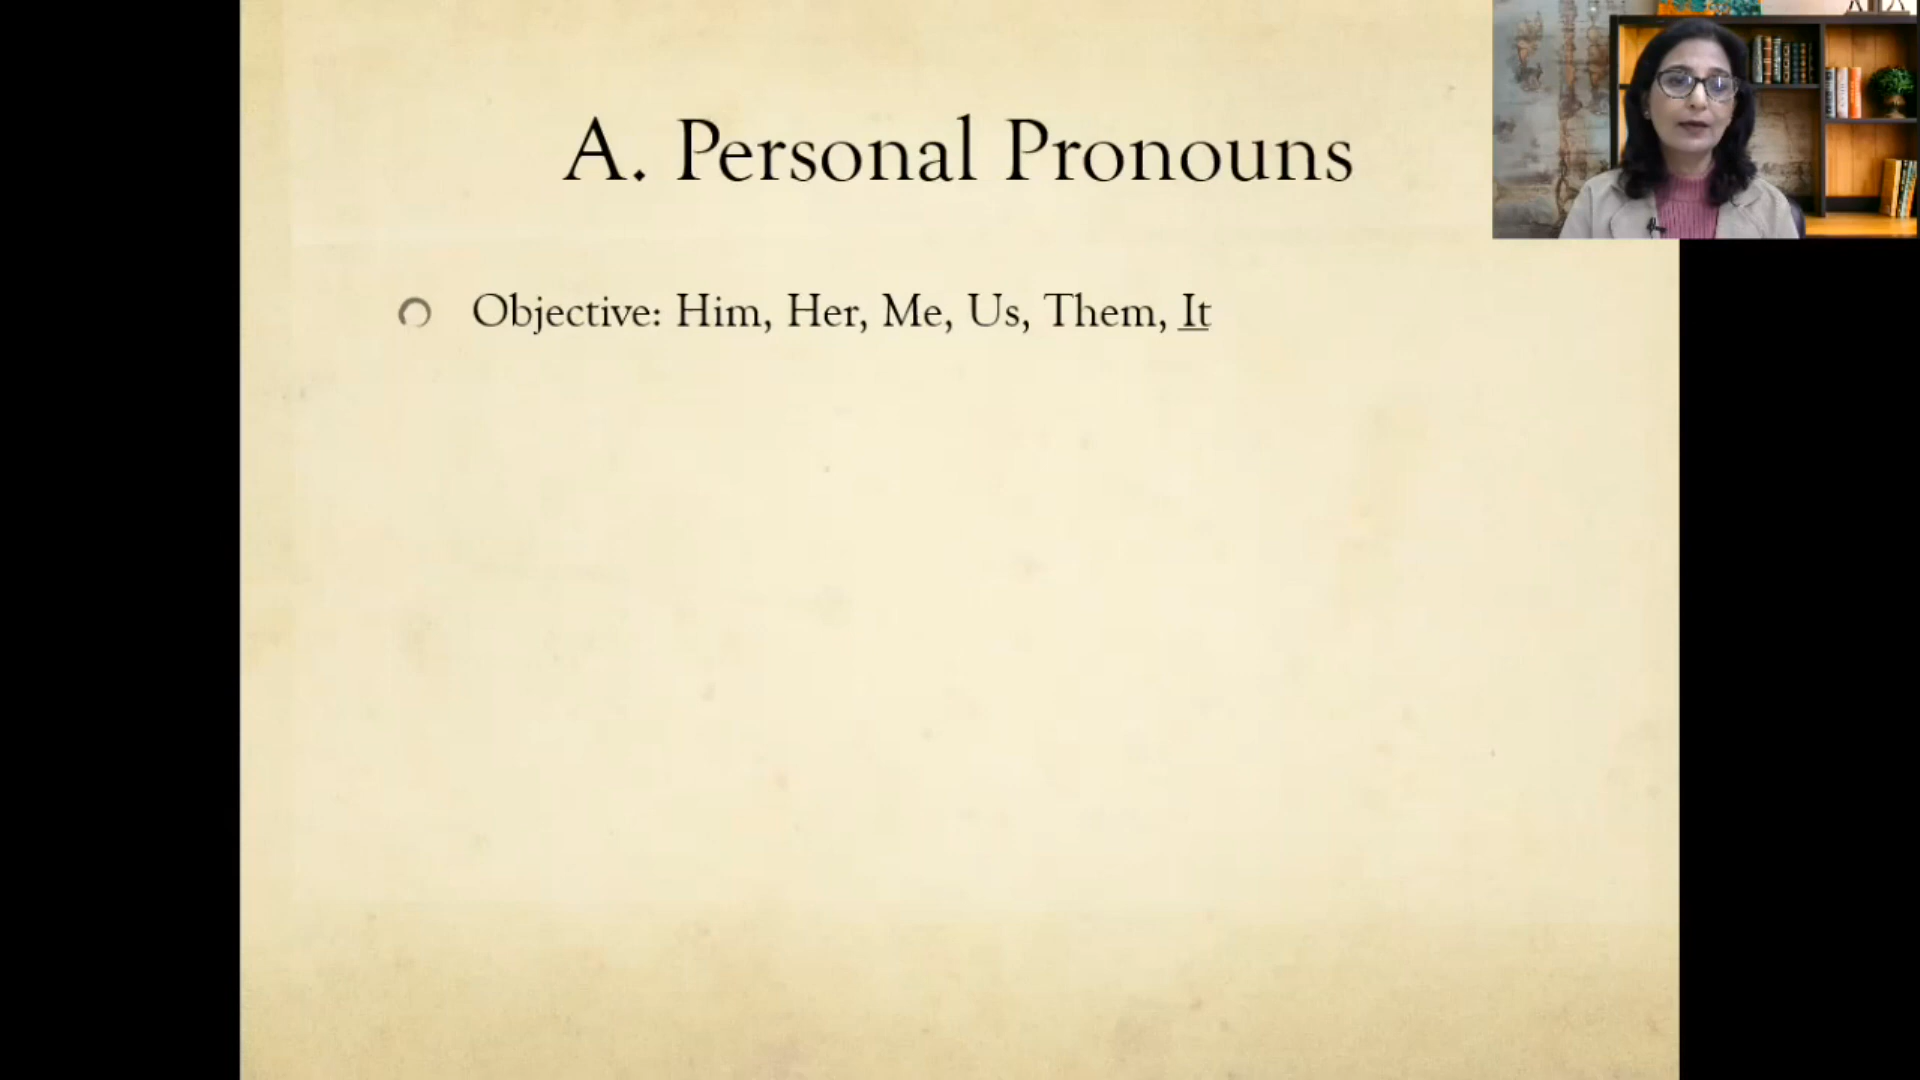 A. Personal Pronouns
Objective: Him, Her, Me, Us, Them, It